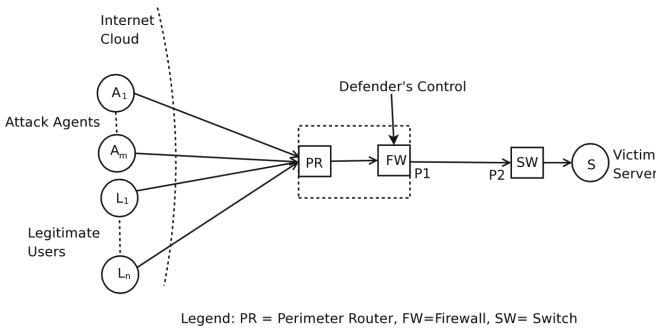 Internet
Cloud
Defender's Control
A1
Attack Agents
Am
PR
FW
P1
P2
SW
S
Victim
Server
L1
Legitimate
Users
Ln
Legend: PR = Perimeter Router, FW=Firewall, SW= Switch